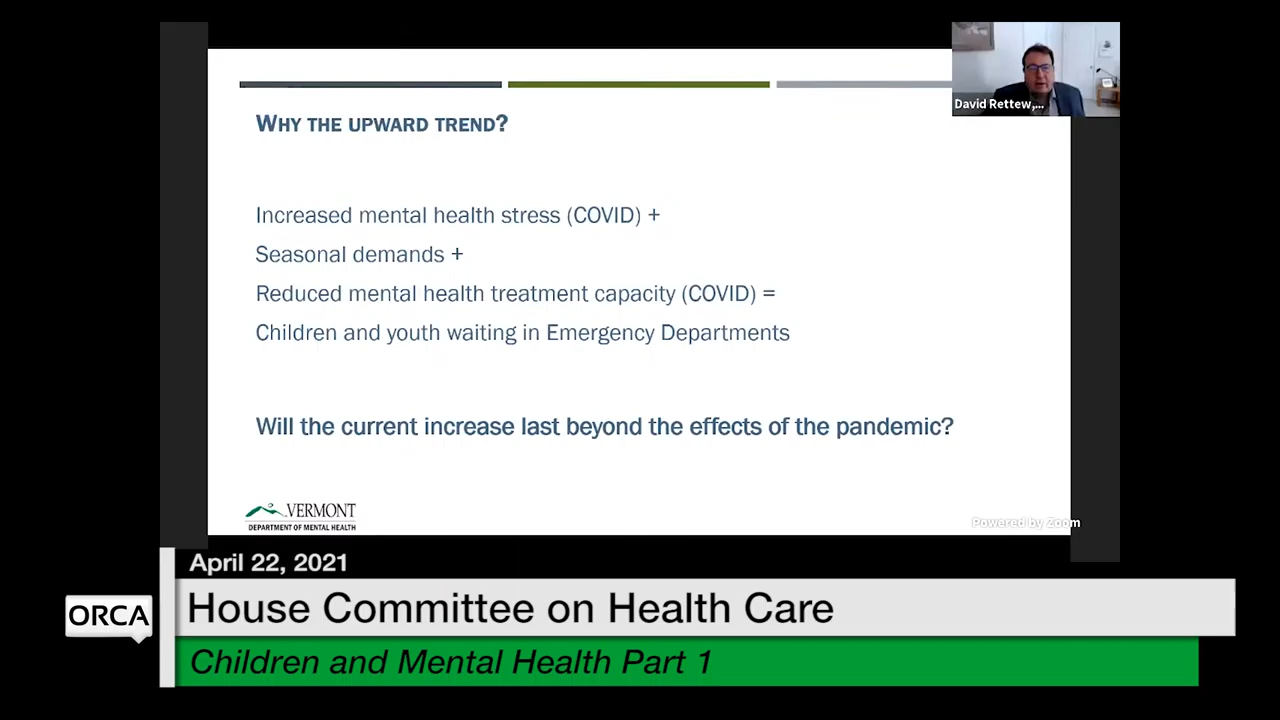 David Rettew,...
WHY THE UPWARD TREND?
Increased mental health stress (COVID) +
Seasonal demands +
Reduced mental health treatment capacity (COVID) =
Children and youth waiting in Emergency Departments
Will the current increase last beyond the effects of the pandemic?
VERMONT
DEPARTMENT OF MENTAL HEALTH
Powered by Zoom
April 22, 2021
ORCA
House Committee on Health Care
Children and Mental Health Part 1